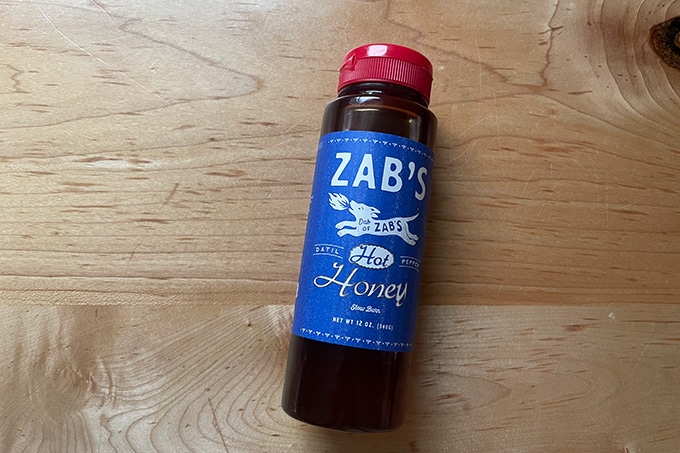 ZAB'S
Dab
OF ZAB'S
DATIL Hot PEPPER
Honey
Slow Burn
NET WT 12 OZ. (340G)